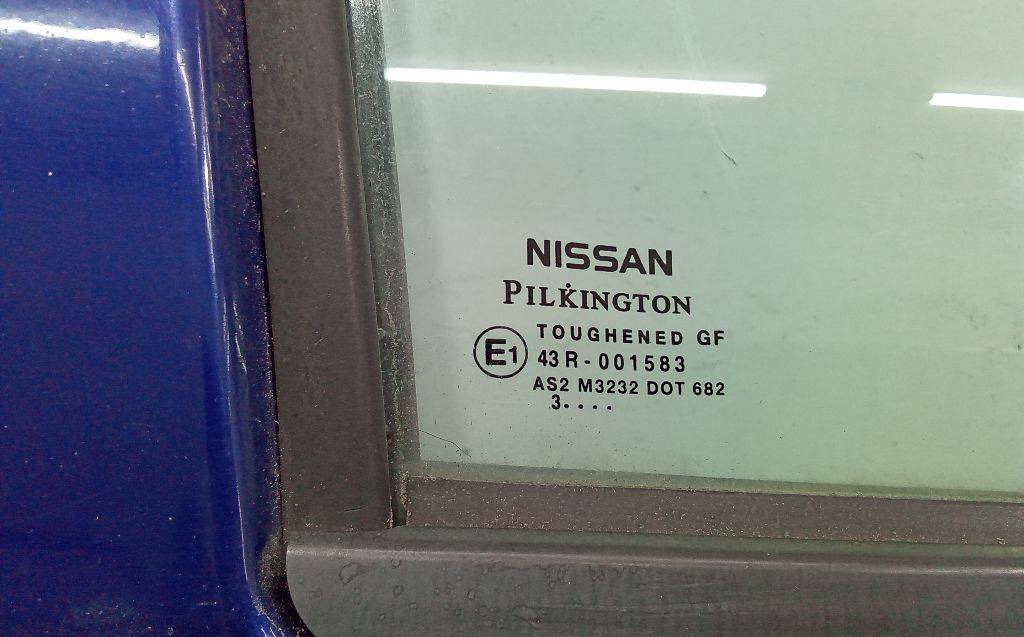 NISSAN
PILKINGTON
TOUGHENED GF
E1
43R-001583
AS2 M3232 DOT 682
3....